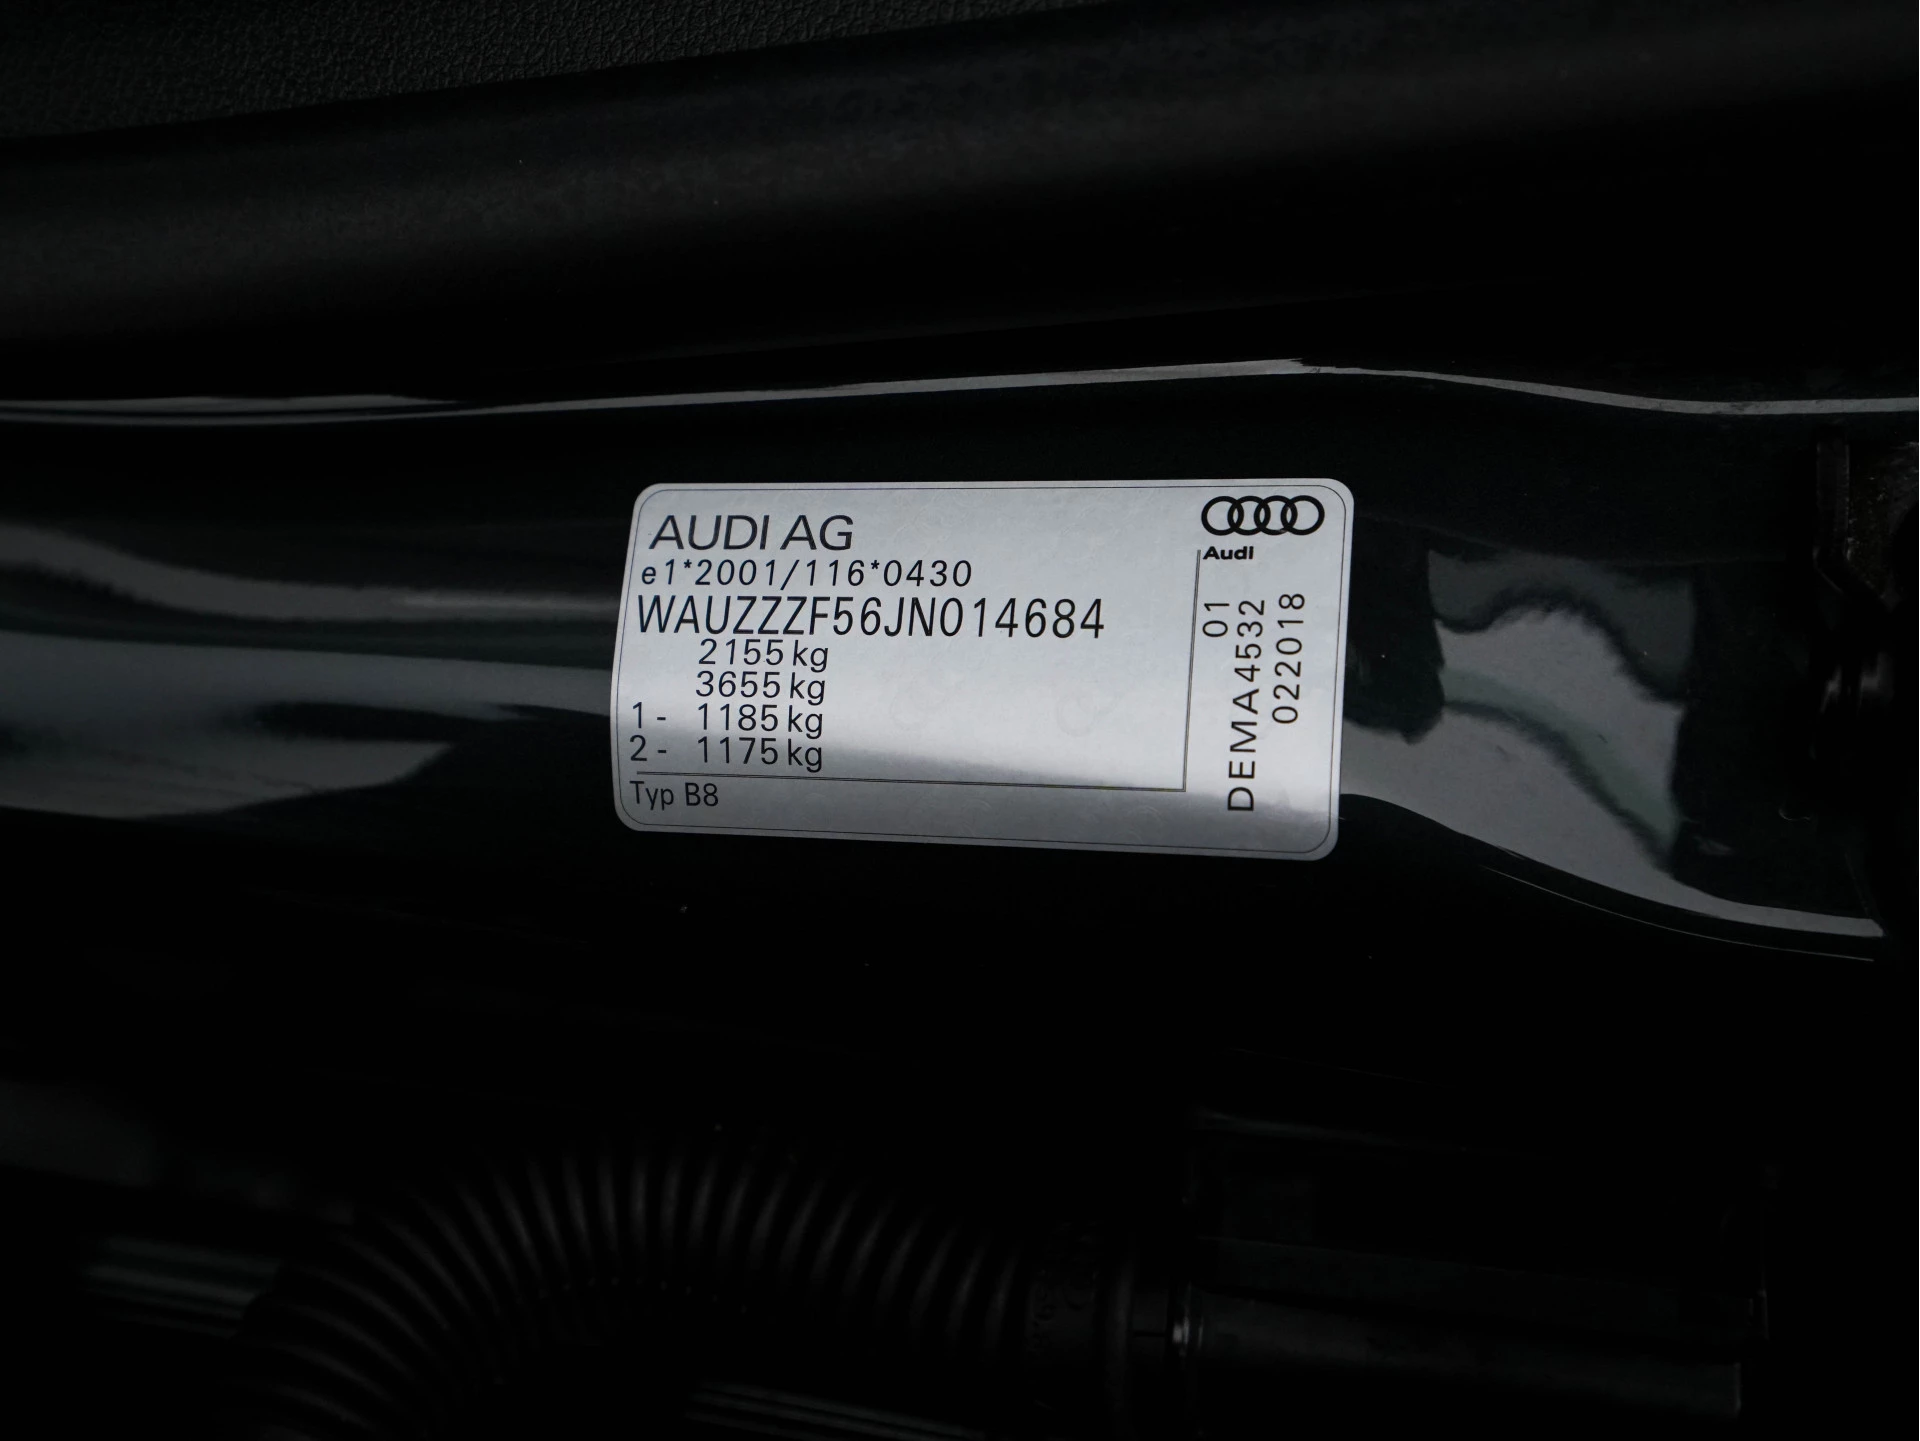 AUDI AG
e1*2001/116*0430
WAUZZZF56JN014684
2155 kg
3655 kg
1 - 1185 kg
2 - 1175 kg
Typ B8
Audi
01
DEMA4532
022018